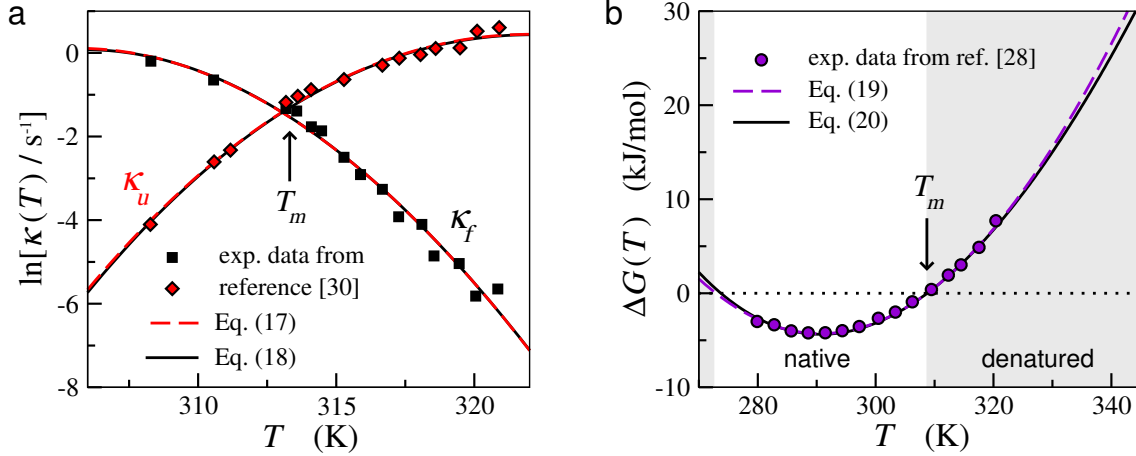 a
ln[κ(T) / s⁻¹]
0
-2
-4
-6
-8
κu
Tm
κf
exp. data from
reference [30]
Eq. (17)
Eq. (18)
310
315
320
T (K)
b
ΔG(T) (kJ/mol)
30
20
10
0
-10
exp. data from ref. [28]
Eq. (19)
Eq. (20)
Tm
native
denatured
280
300
320
340
T (K)